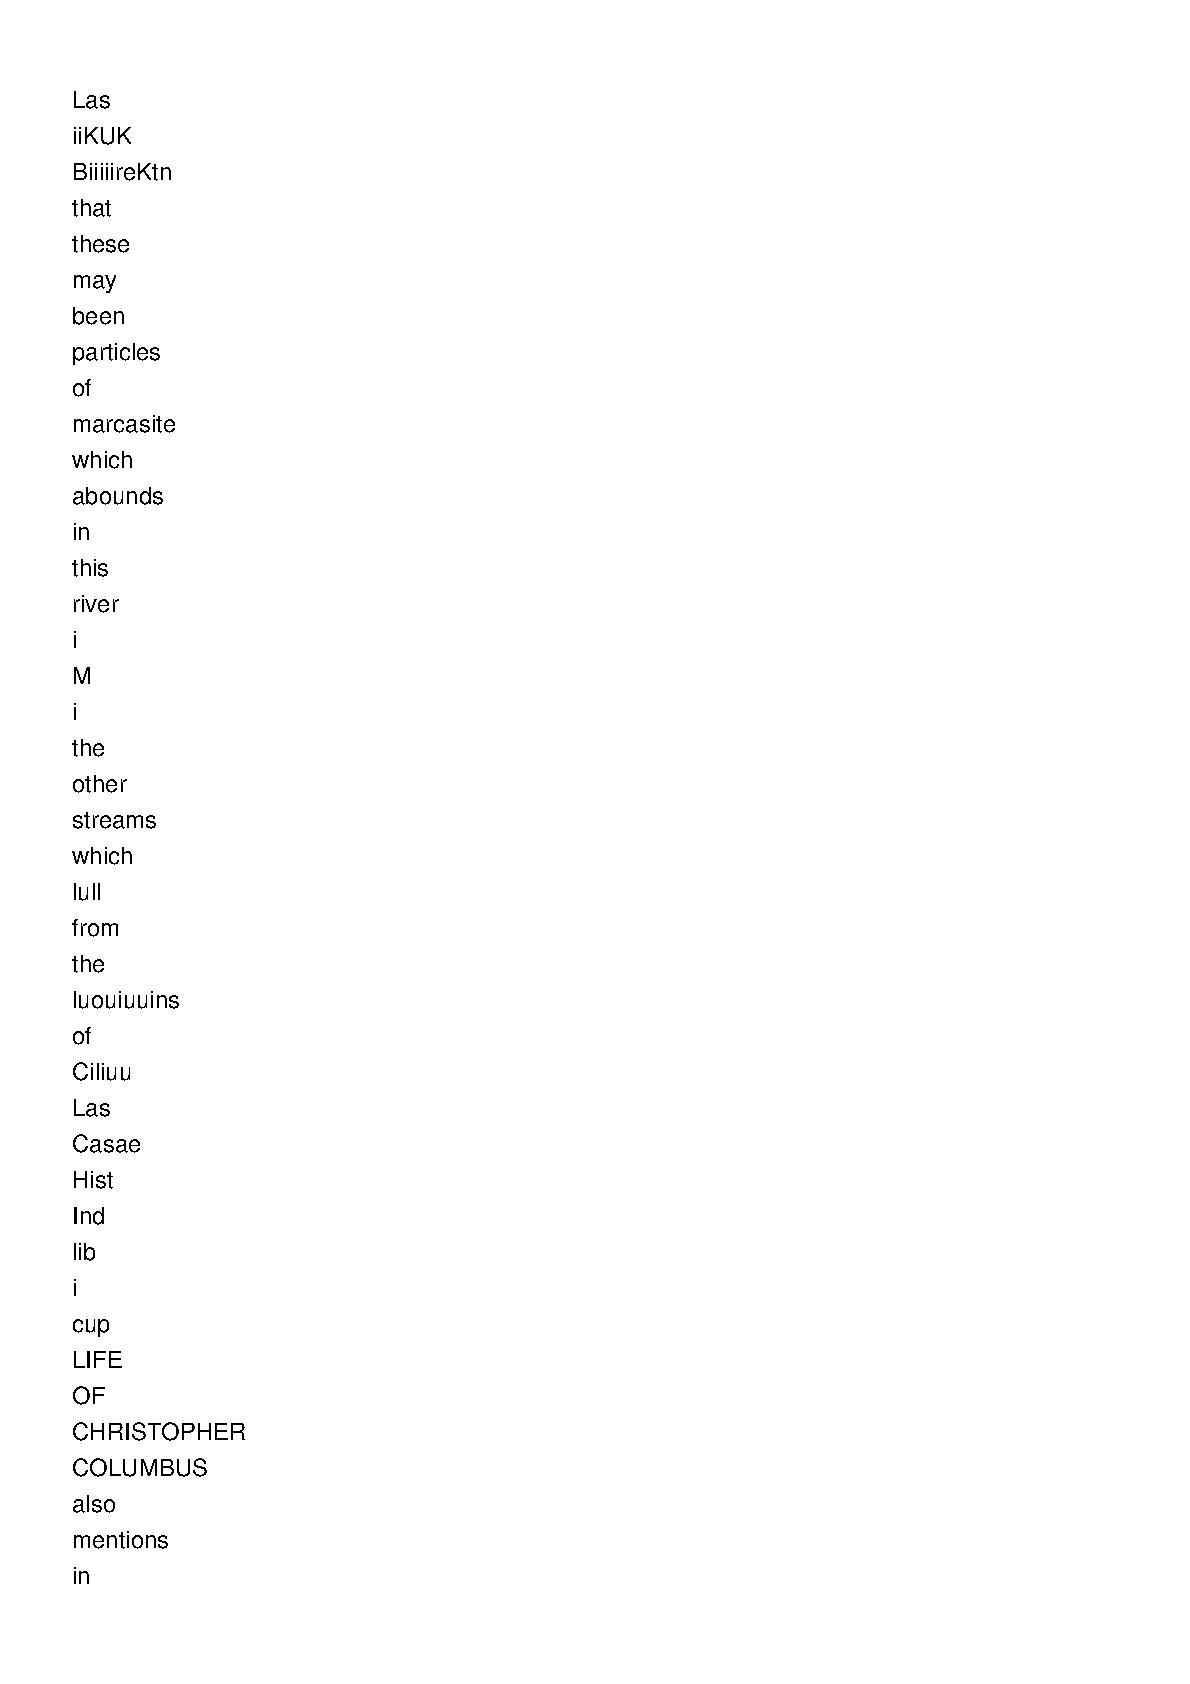 Las
iiKUK
BiiiiireKtn
that
these
may
been
particles
of
marcasite
which
abounds
in
this
river
i
M
i
the
other
streams
which
lull
from
the
luouiuuins
of
Ciliuu
Las
Casae
Hist
Ind
lib
i
cup
LIFE
OF
CHRISTOPHER
COLUMBUS
also
mentions
in